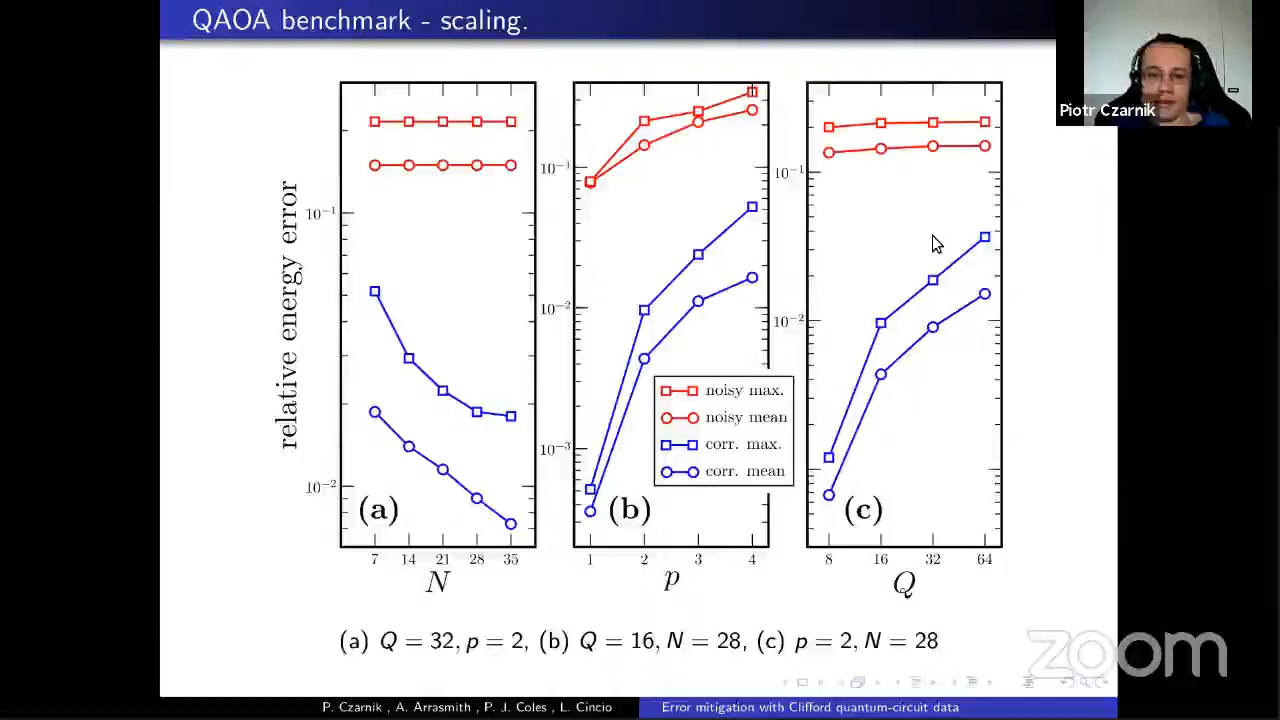 QAOA benchmark - scaling.
Piotr Czarnik
relative energy error
10⁻¹
10⁻²
(a)
7 14 21 28 35
N
10⁻¹
10⁻²
10⁻³
(b)
1 2 3 4
p
noisy max.
noisy mean
corr. max.
corr. mean
10⁻¹
10⁻²
(c)
8 16 32 64
Q
(a) Q = 32, p = 2, (b) Q = 16, N = 28, (c) p = 2, N = 28
zoom
P. Czarnik , A. Arrasmith , P. J. Coles , L. Cincio Error mitigation with Clifford quantum-circuit data